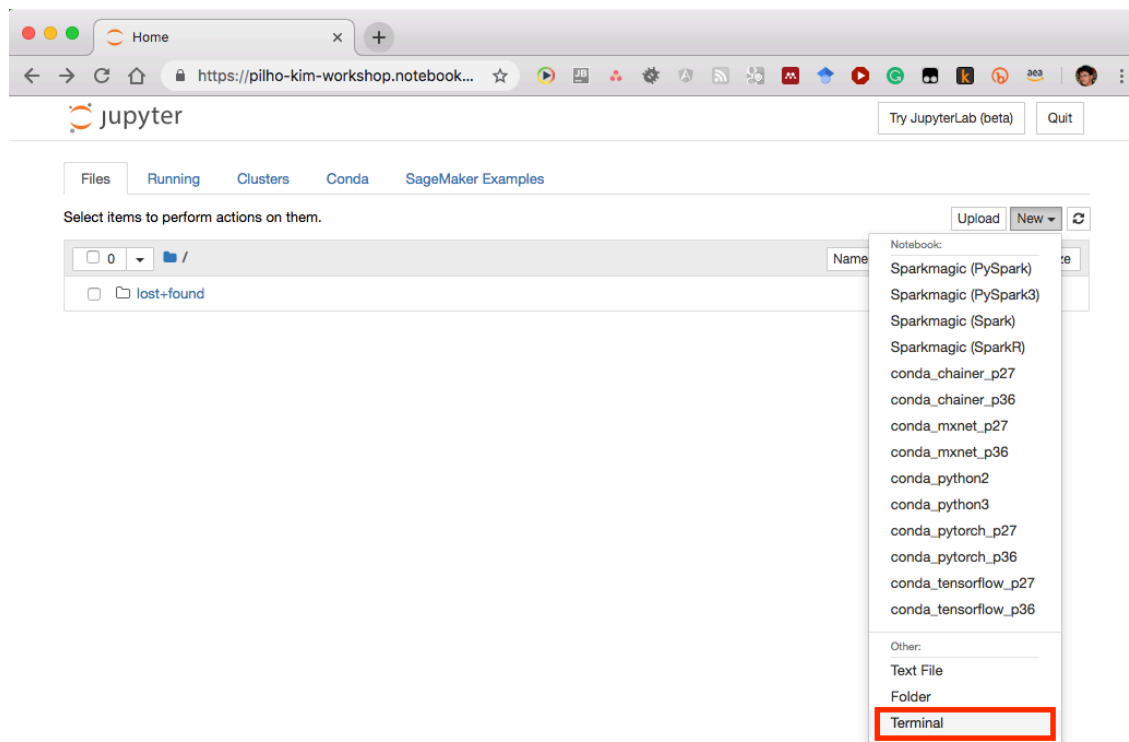 Home
https://pilho-kim-workshop.notebook...
jupyter
Try JupyterLab (beta)
Quit
Files Running Clusters Conda SageMaker Examples
Select items to perform actions on them.
Upload New
0 /
Name
ze
lost+found
Notebook:
Sparkmagic (PySpark)
Sparkmagic (PySpark3)
Sparkmagic (Spark)
Sparkmagic (SparkR)
conda_chainer_p27
conda_chainer_p36
conda_mxnet_p27
conda_mxnet_p36
conda_python2
conda_python3
conda_pytorch_p27
conda_pytorch_p36
conda_tensorflow_p27
conda_tensorflow_p36
Other:
Text File
Folder
Terminal